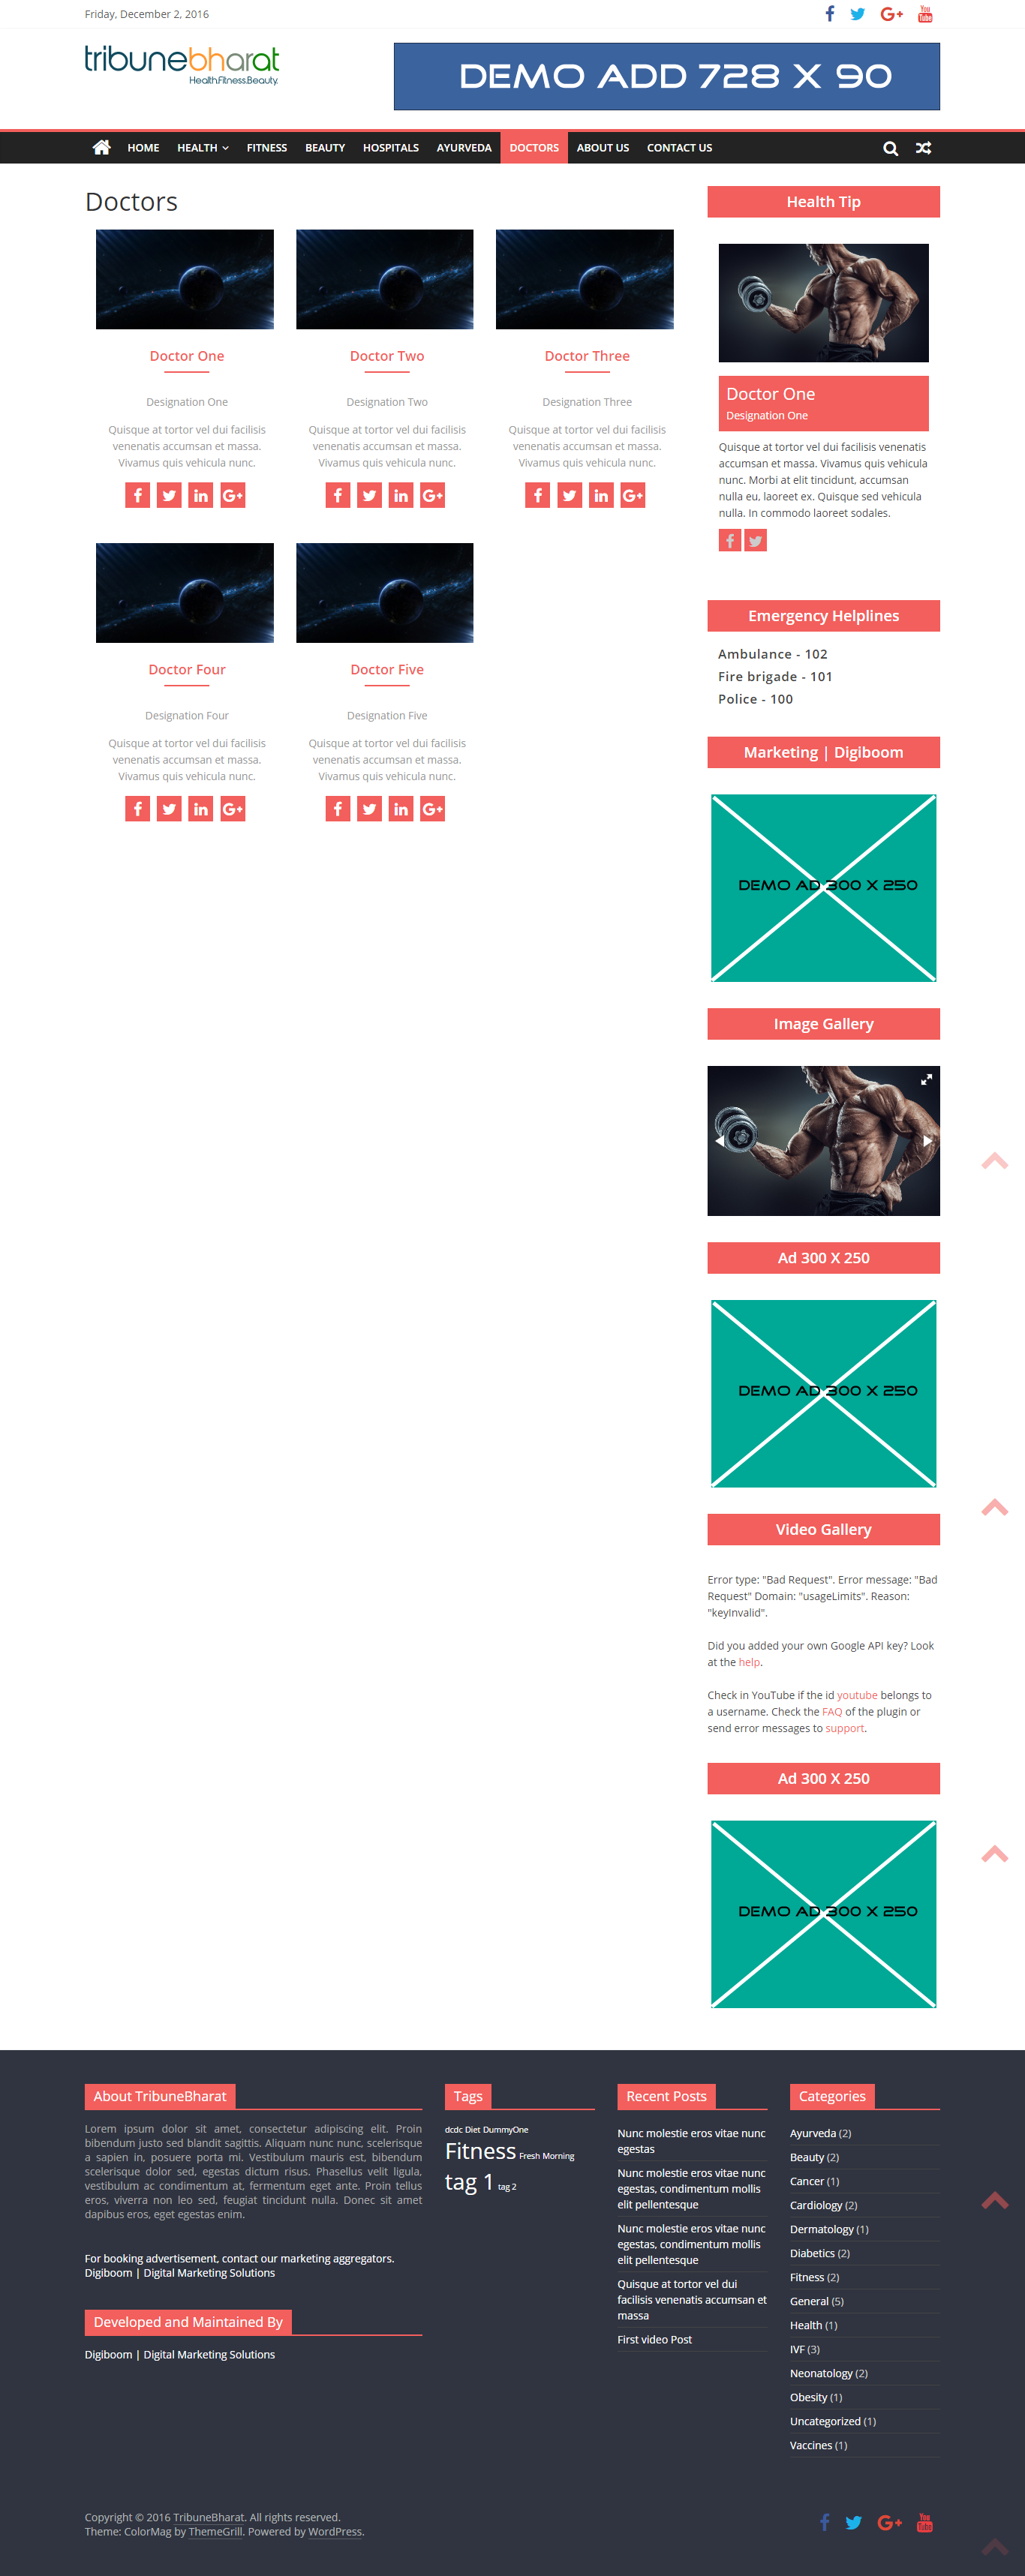 Friday, December 2, 2016
You
Tube
tribunebharat
Health.Fitness.Beauty.
DEMO ADD 728 X 90
HOME HEALTH FITNESS BEAUTY HOSPITALS AYURVEDA DOCTORS ABOUT US CONTACT US
Doctors
Doctor One
Designation One
Quisque at tortor vel dui facilisis
venenatis accumsan et massa.
Vivamus quis vehicula nunc.
Doctor Two
Designation Two
Quisque at tortor vel dui facilisis
venenatis accumsan et massa.
Vivamus quis vehicula nunc.
Doctor Three
Designation Three
Quisque at tortor vel dui facilisis
venenatis accumsan et massa.
Vivamus quis vehicula nunc.
Doctor Four
Designation Four
Quisque at tortor vel dui facilisis
venenatis accumsan et massa.
Vivamus quis vehicula nunc.
Doctor Five
Designation Five
Quisque at tortor vel dui facilisis
venenatis accumsan et massa.
Vivamus quis vehicula nunc.
Health Tip
Doctor One
Designation One
Quisque at tortor vel dui facilisis venenatis
accumsan et massa. Vivamus quis vehicula
nunc. Morbi at elit tincidunt, accumsan
nulla eu, laoreet ex. Quisque sed vehicula
nulla. In commodo laoreet sodales.
Emergency Helplines
Ambulance - 102
Fire brigade - 101
Police - 100
Marketing | Digiboom
DEMO AD 300 X 250
Image Gallery
Ad 300 X 250
DEMO AD 300 X 250
Video Gallery
Error type: "Bad Request". Error message: "Bad
Request" Domain: "usageLimits". Reason:
"keyInvalid".
Did you added your own Google API key? Look
at the help.
Check in YouTube if the id youtube belongs to
a username. Check the FAQ of the plugin or
send error messages to support.
Ad 300 X 250
DEMO AD 300 X 250
About TribuneBharat
Lorem ipsum dolor sit amet, consectetur adipiscing elit. Proin
bibendum justo sed blandit sagittis. Aliquam nunc nunc, scelerisque
a sapien in, posuere porta mi. Vestibulum mauris est, bibendum
scelerisque dolor sed, egestas dictum risus. Phasellus velit ligula,
vestibulum ac condimentum at, fermentum eget ante. Proin tellus
eros, viverra non leo sed, feugiat tincidunt nulla. Donec sit amet
dapibus eros, eget egestas enim.
For booking advertisement, contact our marketing aggregators.
Digiboom | Digital Marketing Solutions
Developed and Maintained By
Digiboom | Digital Marketing Solutions
Tags
dcdc Diet DummyOne
Fitness Fresh Morning
tag 1 tag 2
Recent Posts
Nunc molestie eros vitae nunc
egestas
Nunc molestie eros vitae nunc
egestas, condimentum mollis
elit pellentesque
Nunc molestie eros vitae nunc
egestas, condimentum mollis
elit pellentesque
Quisque at tortor vel dui
facilisis venenatis accumsan et
massa
First video Post
Categories
Ayurveda (2)
Beauty (2)
Cancer (1)
Cardiology (2)
Dermatology (1)
Diabetics (2)
Fitness (2)
General (5)
Health (1)
IVF (3)
Neonatology (2)
Obesity (1)
Uncategorized (1)
Vaccines (1)
Copyright © 2016 TribuneBharat. All rights reserved.
Theme: ColorMag by ThemeGrill. Powered by WordPress.
You
Tube